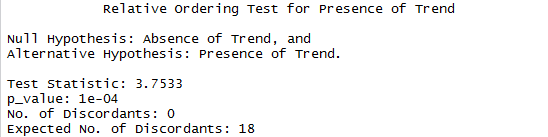 Relative Ordering Test for Presence of Trend
Null Hypothesis: Absence of Trend, and
Alternative Hypothesis: Presence of Trend.
Test Statistic: 3.7533
p_value: 1e-04
No. of Discordants: 0
Expected No. of Discordants: 18